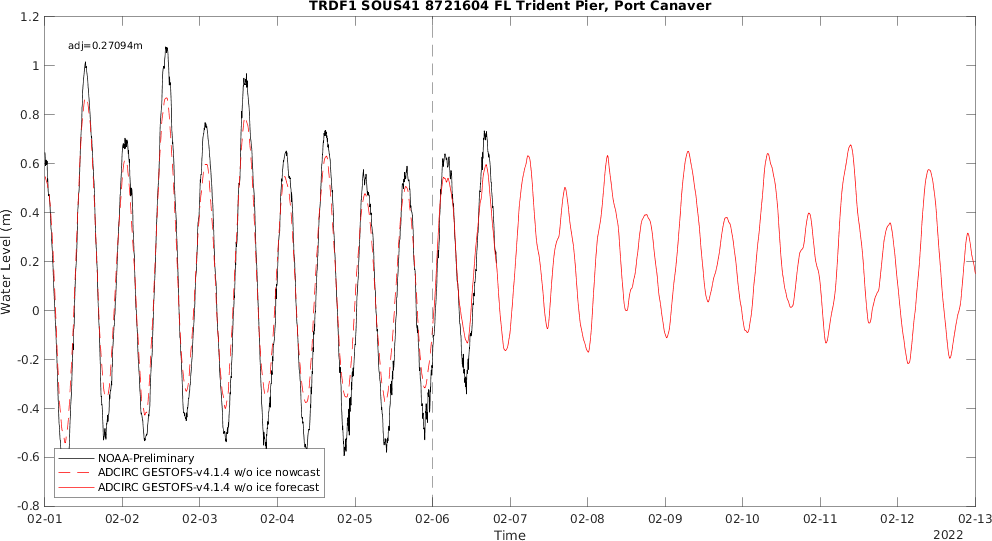 TRDF1 SOUS41 8721604 FL Trident Pier, Port Canaver
adj=0.27094m
1.2
1
0.8
0.6
0.4
0.2
0
-0.2
-0.4
-0.6
-0.8
Water Level (m)
NOAA-Preliminary
ADCIRC GESTOFS-v4.1.4 w/o ice nowcast
ADCIRC GESTOFS-v4.1.4 w/o ice forecast
02-01 02-02 02-03 02-04 02-05 02-06 02-07 02-08 02-09 02-10 02-11 02-12 02-13
Time
2022